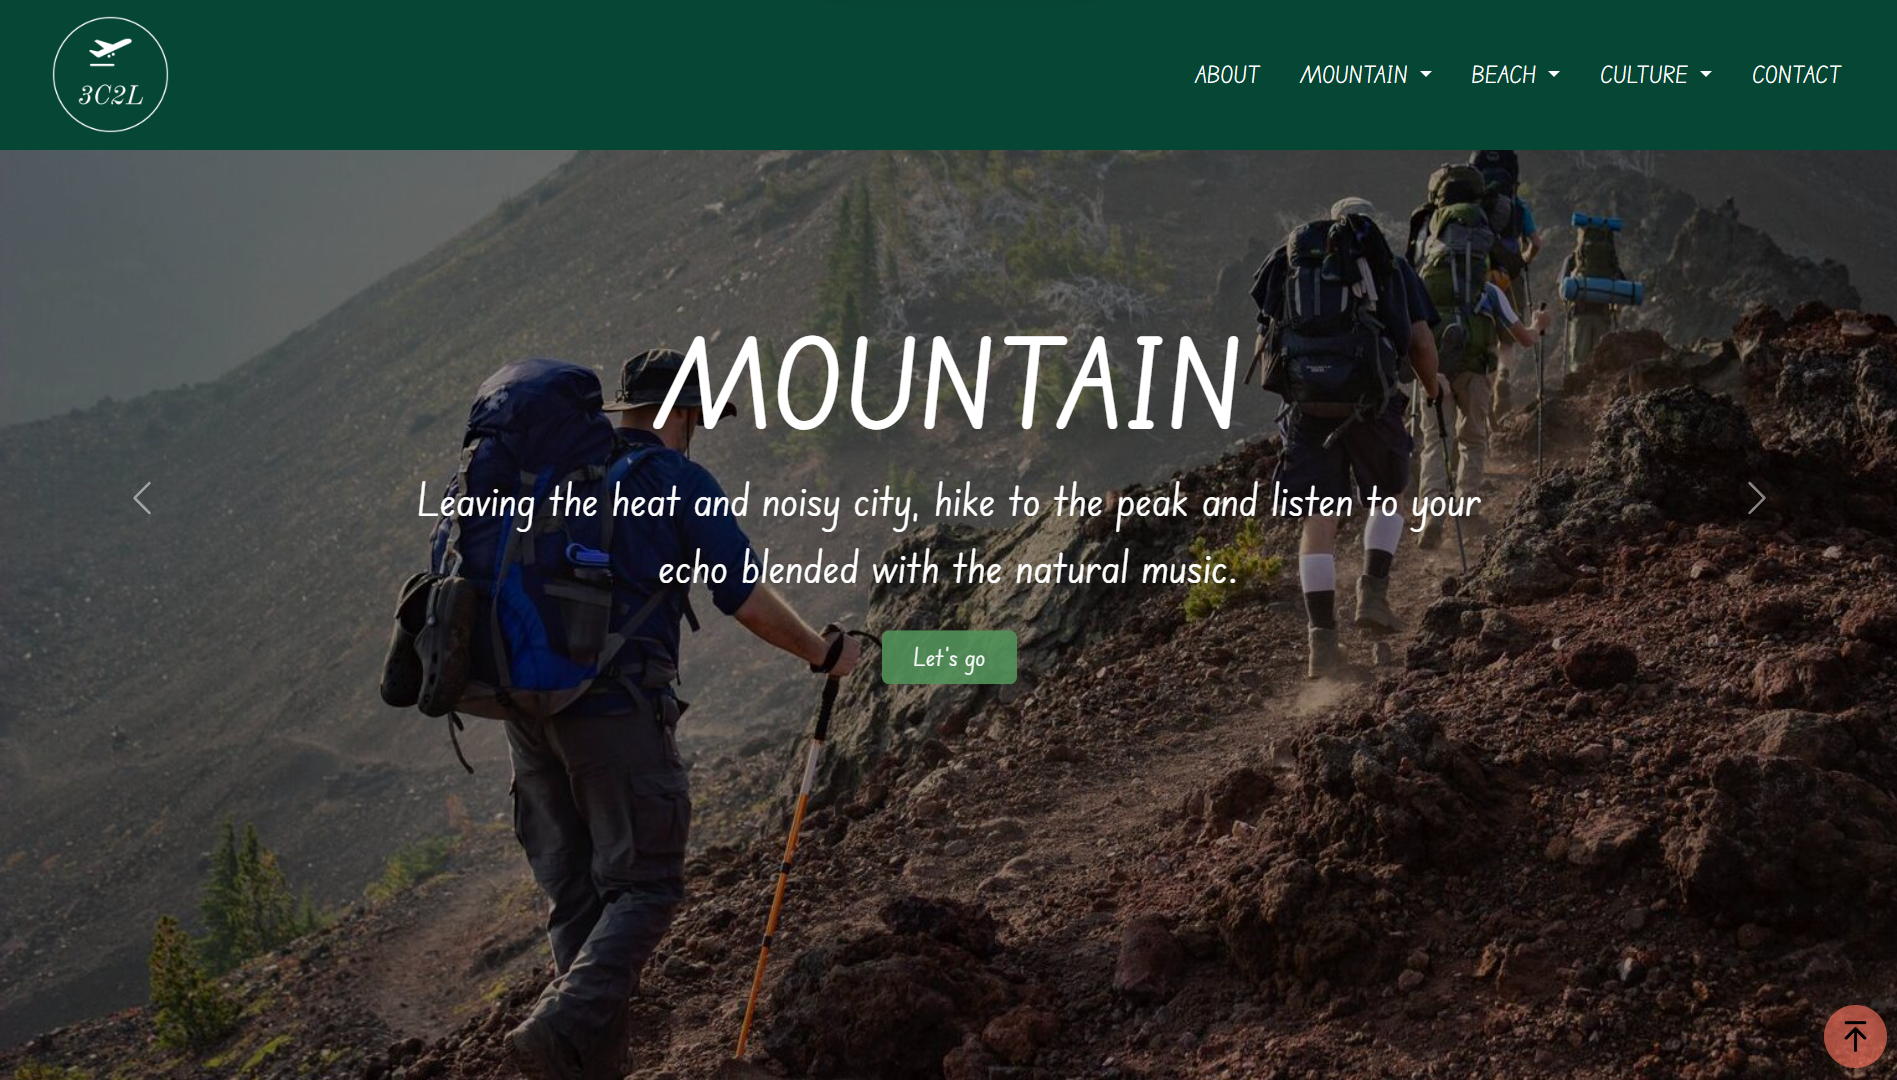 3C2L
ABOUT MOUNTAIN BEACH CULTURE CONTACT
MOUNTAIN
Leaving the heat and noisy city, hike to the peak and listen to your
echo blended with the natural music.
Let's go